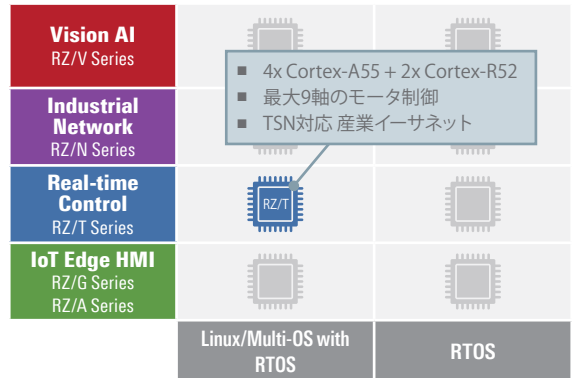 Vision AI
RZ/V Series
■ 4x Cortex-A55 + 2x Cortex-R52
■ 最大9軸のモータ制御
■ TSN対応 産業イーサネット
Industrial
Network
RZ/N Series
Real-time
Control
RZ/T Series
RZ/T
IoT Edge HMI
RZ/G Series
RZ/A Series
Linux/Multi-OS with
RTOS
RTOS